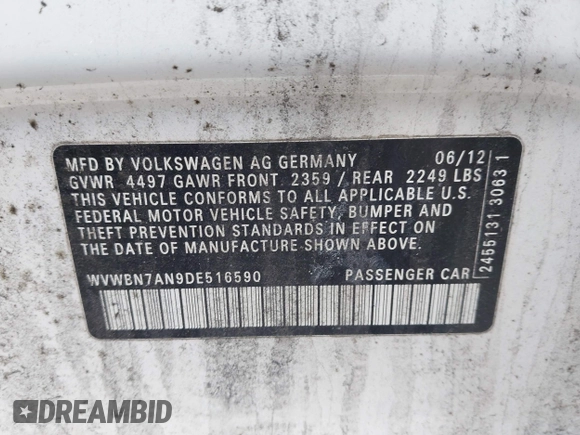 MFD BY VOLKSWAGEN AG GERMANY 06/12
GVWR 4497 GAWR FRONT 2359 / REAR 2249 LBS
THIS VEHICLE CONFORMS TO ALL APPLICABLE U.S.
FEDERAL MOTOR VEHICLE SAFETY, BUMPER AND
THEFT PREVENTION STANDARDS IN EFFECT ON
THE DATE OF MANUFACTURE SHOWN ABOVE.
WVWBN7AN9DE516590 PASSENGER CAR
2455131 3063 1
DREAMBID